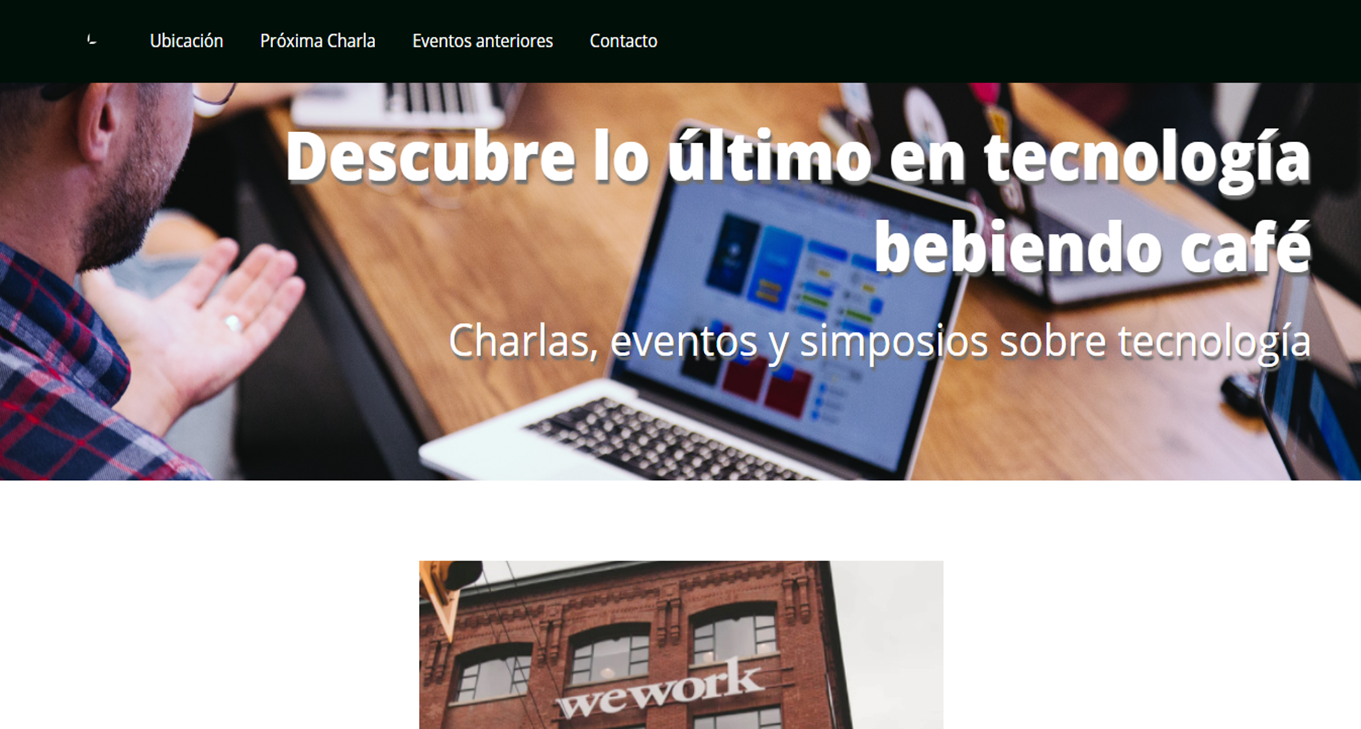 Ubicación Próxima Charla Eventos anteriores Contacto
Descubre lo último en tecnología
bebiendo café
Charlas, eventos y simposios sobre tecnología
wework